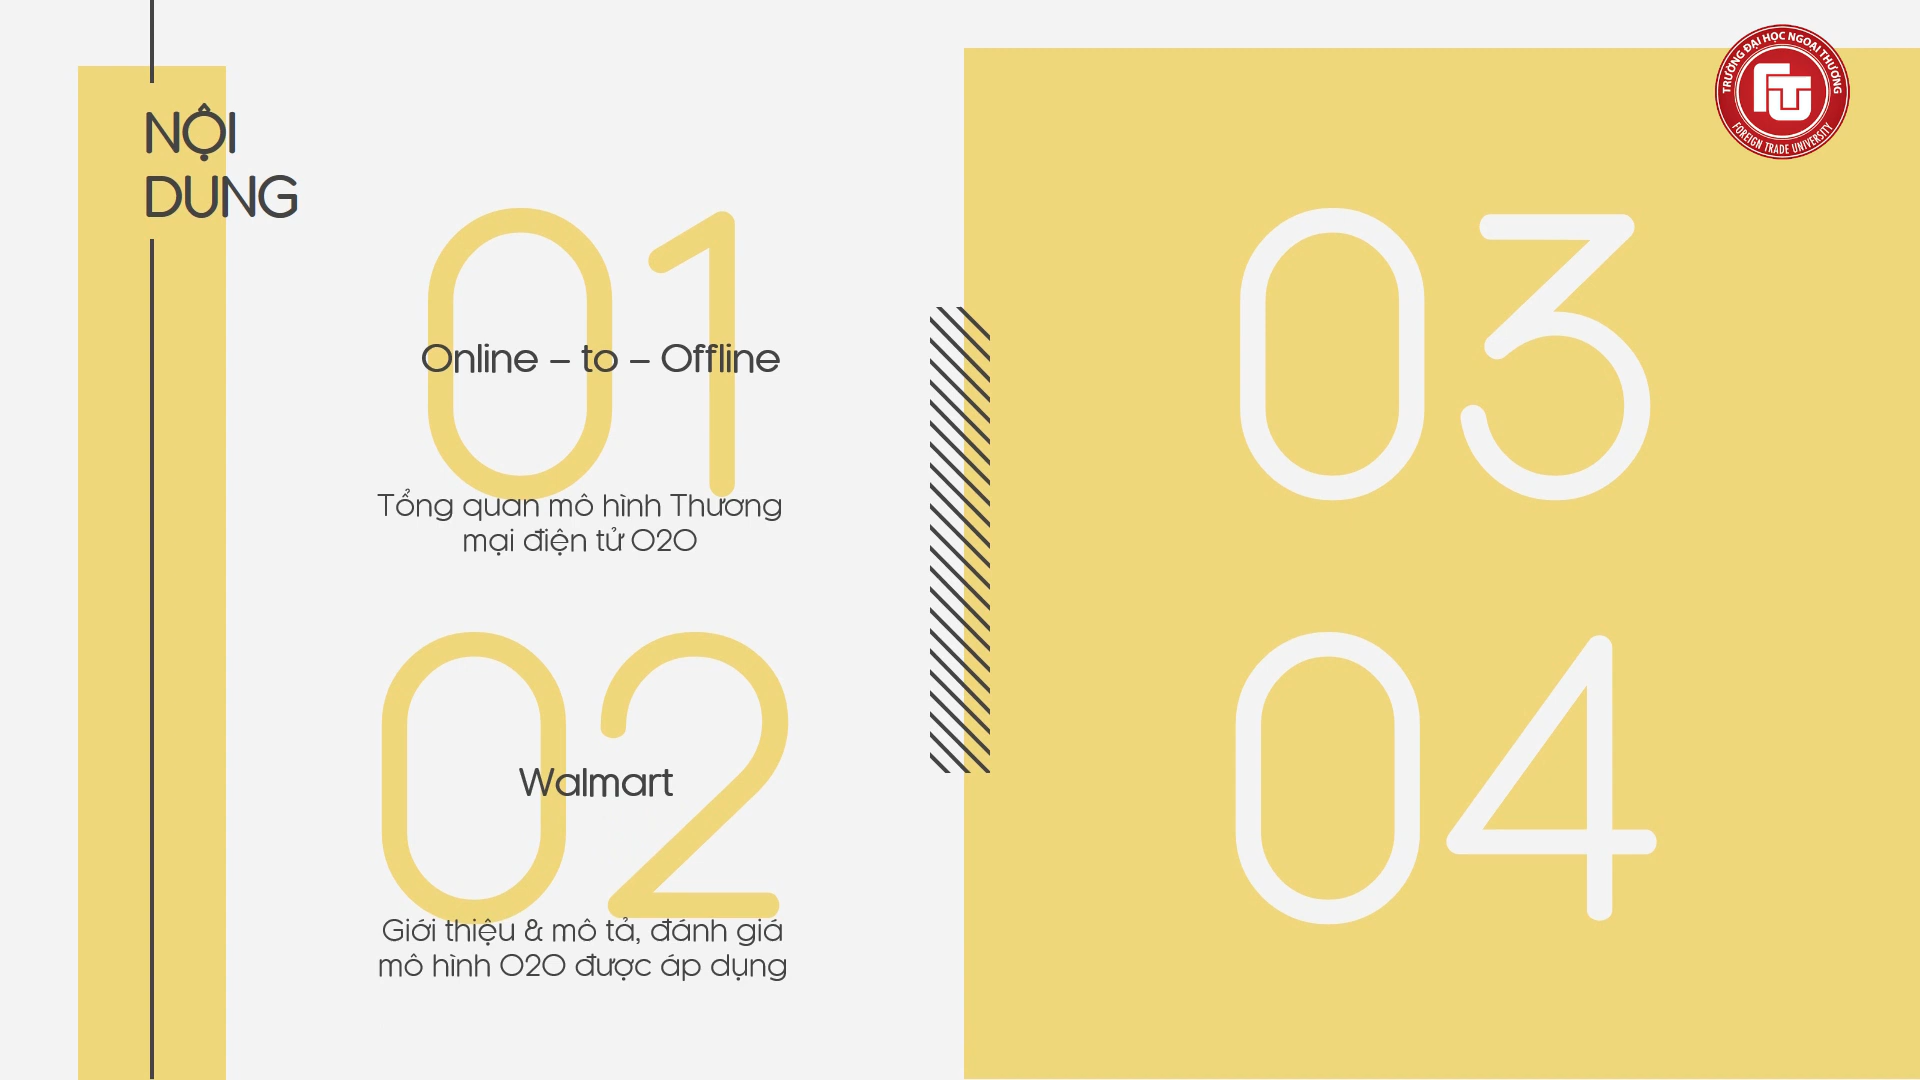 NỘI
DUNG
01
Online – to – Offline
Tổng quan mô hình Thương
mại điện tử O2O
02
Walmart
Giới thiệu & mô tả, đánh giá
mô hình O2O được áp dụng
03
04
TRƯỜNG ĐẠI HỌC NGOẠI THƯƠNG
FTU
FOREIGN TRADE UNIVERSITY